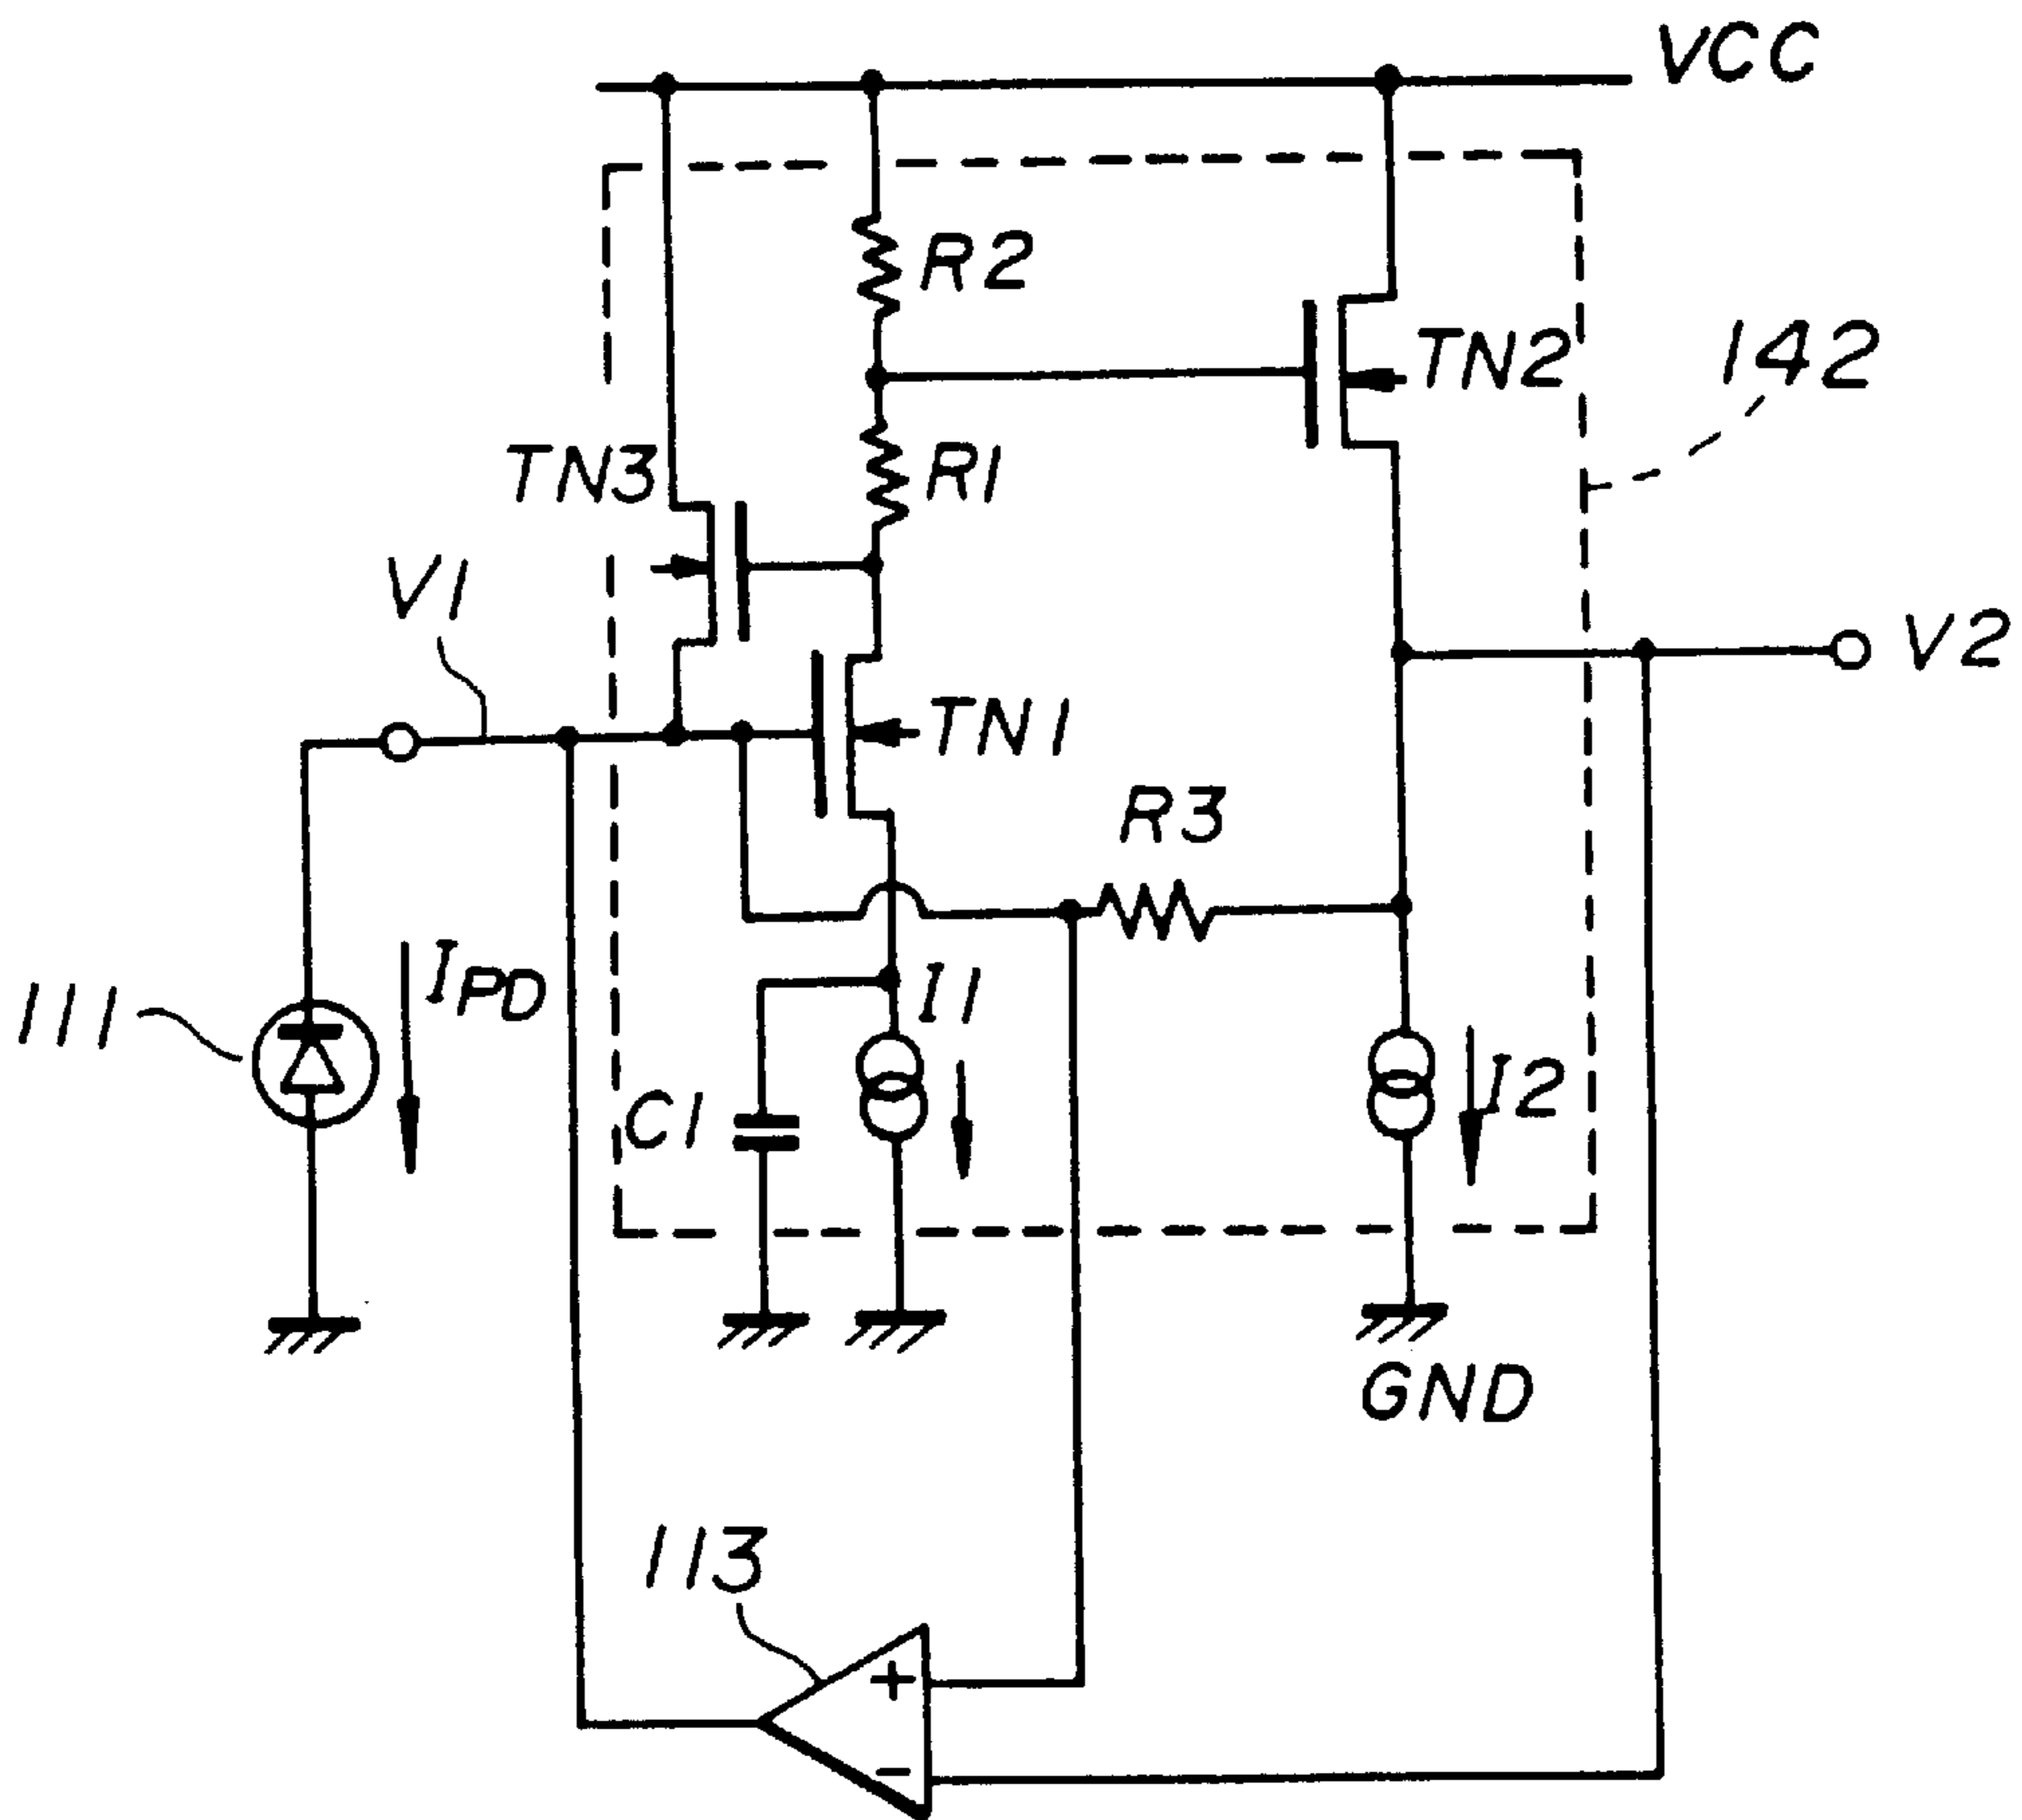 VCC
R2
TN2
142
TN3
R1
V1
V2
TN1
R3
IPD
I1
111
I2
C1
GND
113
+
-